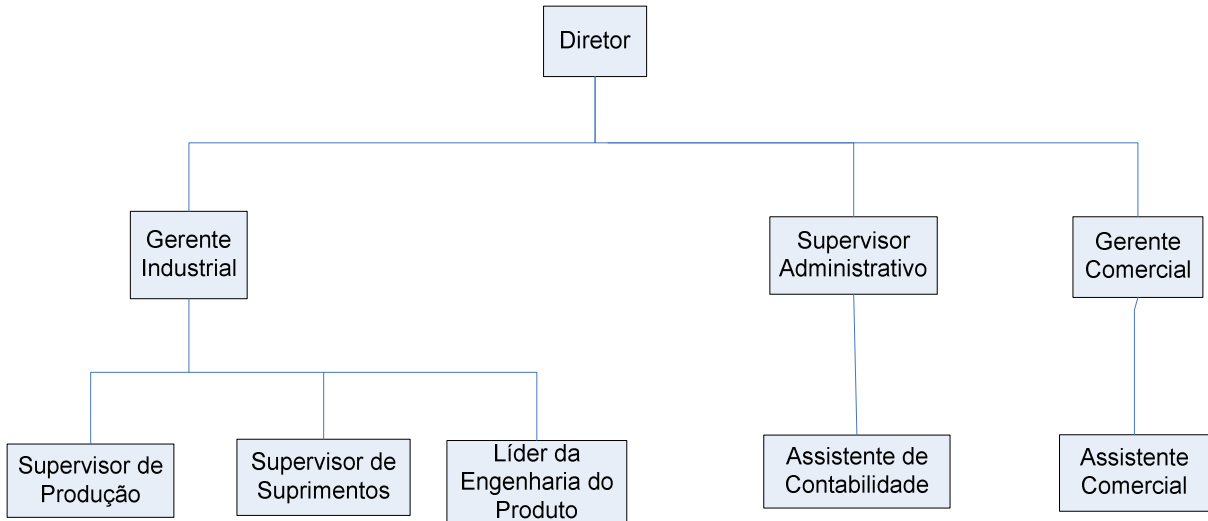 Diretor
Gerente
Industrial
Supervisor
Administrativo
Gerente
Comercial
Supervisor de
Produção
Supervisor de
Suprimentos
Líder da
Engenharia do
Produto
Assistente de
Contabilidade
Assistente
Comercial